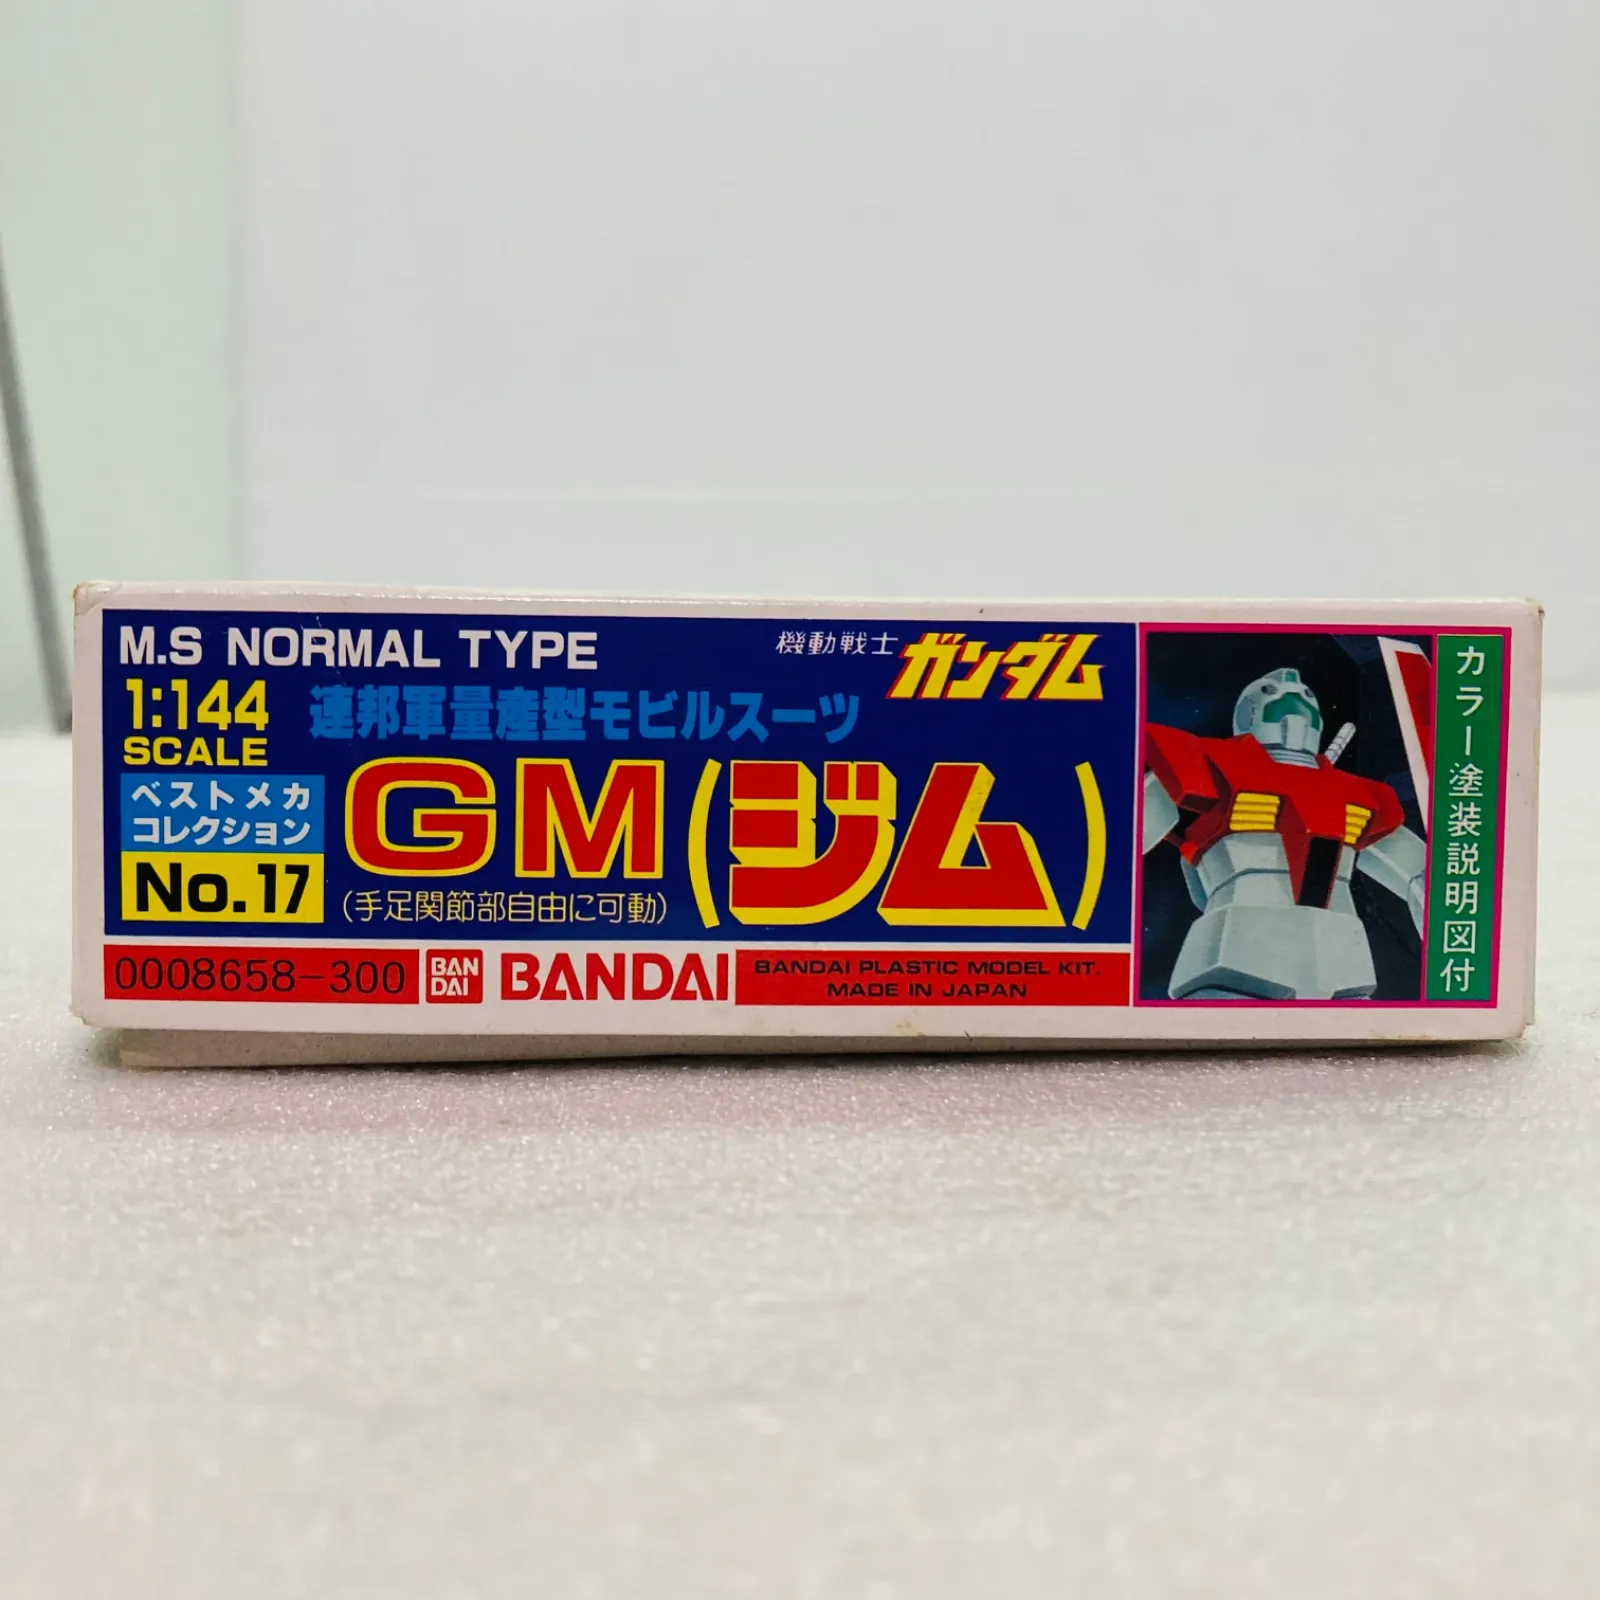 M.S NORMAL TYPE
機動戦士 ガンダム
1:144
SCALE
連邦軍量産型モビルスーツ
ベストメカ
コレクション
No.17
GM(ジム)
(手足関節部自由に可動)
0008658-300
BAN
DAI
BANDAI
BANDAI PLASTIC MODEL KIT.
MADE IN JAPAN
カラー塗装説明図付